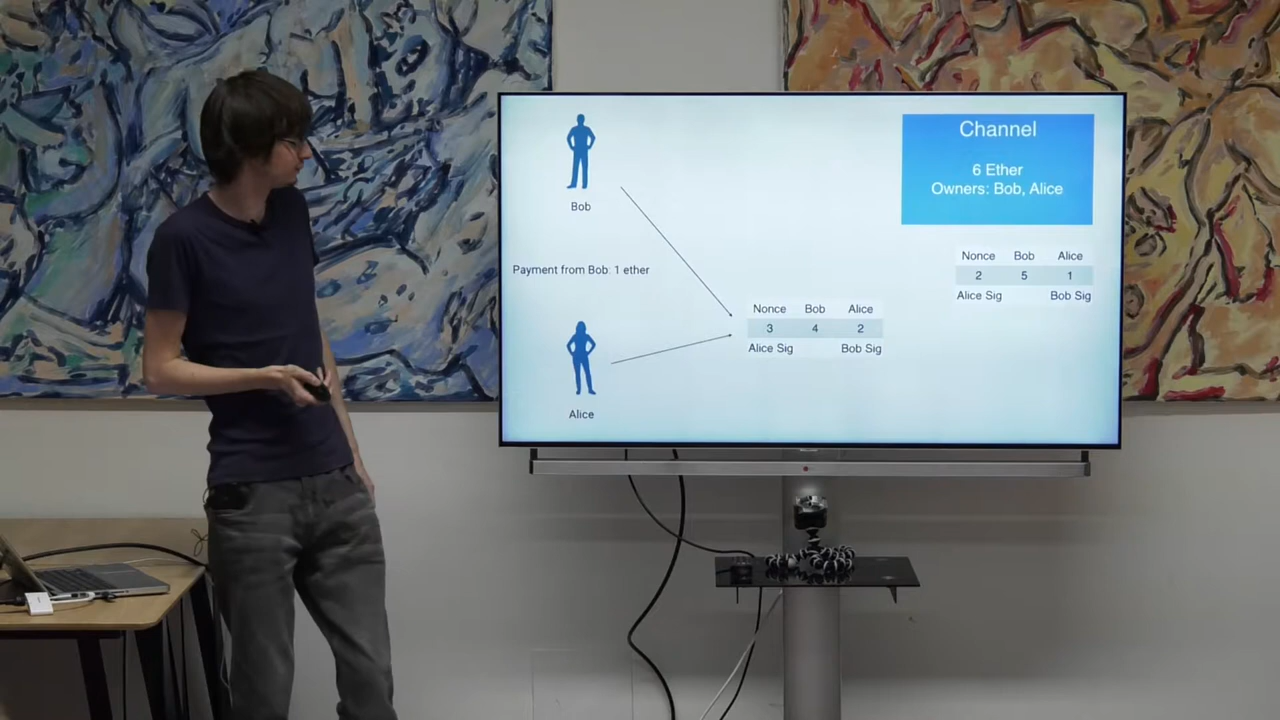 Bob
Payment from Bob: 1 ether
Alice
Nonce Bob Alice
3 4 2
Alice Sig Bob Sig
Channel
6 Ether
Owners: Bob, Alice
Nonce Bob Alice
2 5 1
Alice Sig Bob Sig